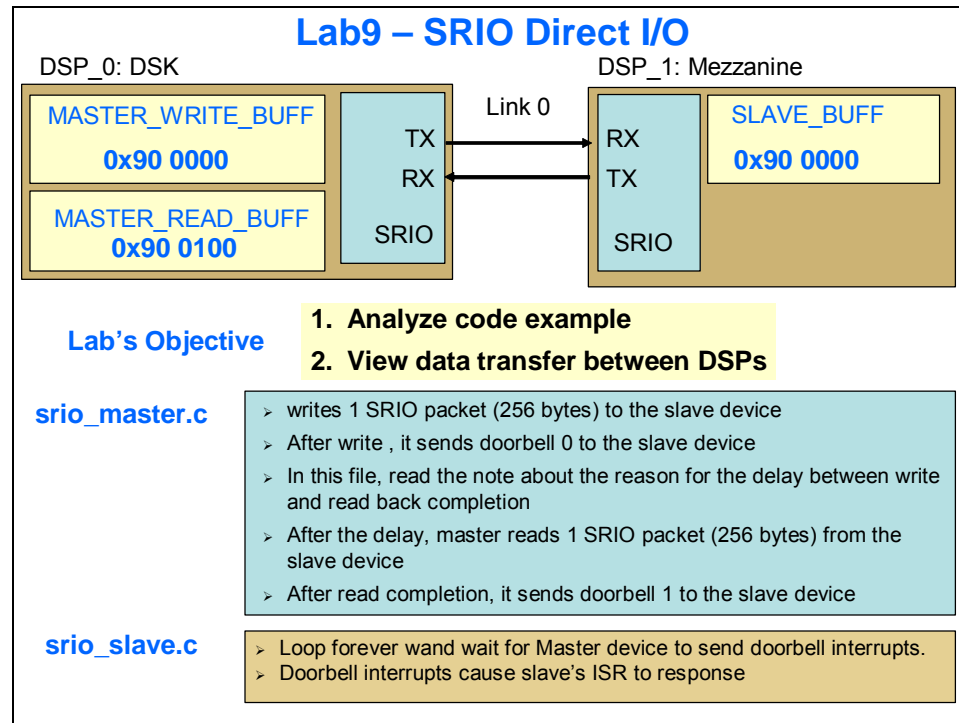 Lab9 – SRIO Direct I/O
DSP_0: DSK
DSP_1: Mezzanine
MASTER_WRITE_BUFF
0x90 0000
MASTER_READ_BUFF
0x90 0100
TX
RX
SRIO
Link 0
RX
TX
SRIO
SLAVE_BUFF
0x90 0000
Lab's Objective
1. Analyze code example
2. View data transfer between DSPs
srio_master.c
➢ writes 1 SRIO packet (256 bytes) to the slave device
➢ After write , it sends doorbell 0 to the slave device
➢ In this file, read the note about the reason for the delay between write
and read back completion
➢ After the delay, master reads 1 SRIO packet (256 bytes) from the
slave device
➢ After read completion, it sends doorbell 1 to the slave device
srio_slave.c
➢ Loop forever wand wait for Master device to send doorbell interrupts.
➢ Doorbell interrupts cause slave's ISR to response